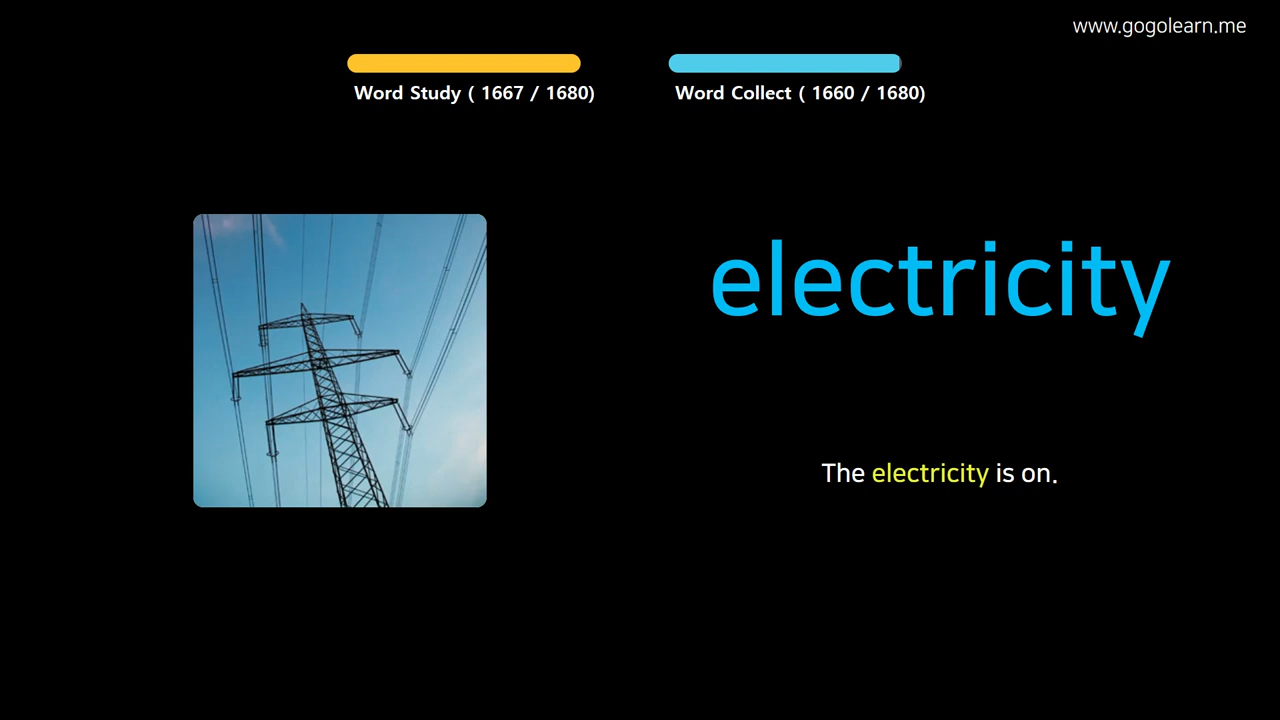 www.gogolearn.me
Word Study ( 1667 / 1680)
Word Collect ( 1660 / 1680)
electricity
The electricity is on.